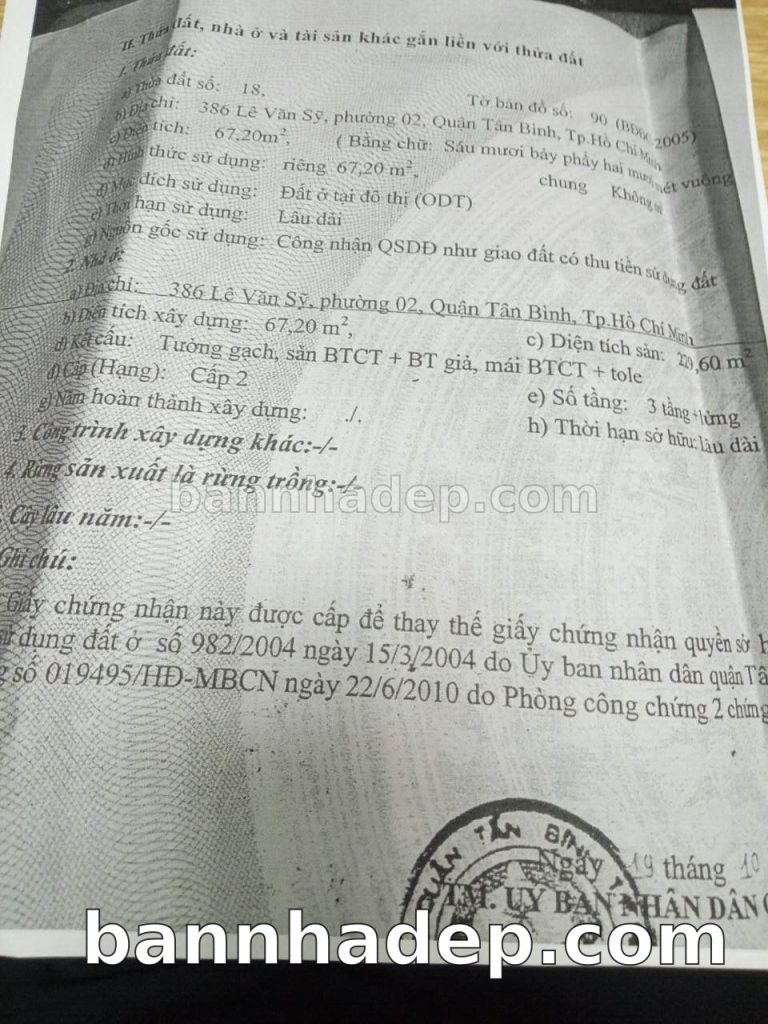 II. Thửa đất, nhà ở và tài sản khác gắn liền với thửa đất
1. Thửa đất:
a) Thửa đất số: 18. Tờ bản đồ số: 90 (BĐĐC 2005)
b) Địa chỉ: 386 Lê Văn Sỹ, phường 02, Quận Tân Bình, Tp.Hồ Chí Minh
c) Diện tích: 67,20m², ( Bằng chữ: Sáu mươi bảy phẩy hai mươi mét vuông
d) Hình thức sử dụng: riêng 67,20 m², chung Không m²
đ) Mục đích sử dụng: Đất ở tại đô thị (ODT)
e) Thời hạn sử dụng: Lâu dài
g) Nguồn gốc sử dụng: Công nhận QSDĐ như giao đất có thu tiền sử dụng đất
2. Nhà ở:
a) Địa chỉ: 386 Lê Văn Sỹ, phường 02, Quận Tân Bình, Tp.Hồ Chí Minh
b) Diện tích xây dựng: 67,20 m², c) Diện tích sàn: 229,60 m²
d) Kết cấu: Tường gạch, sàn BTCT + BT giả, mái BTCT + tole
đ) Cấp (Hạng): Cấp 2 e) Số tầng: 3 tầng + lửng
g) Năm hoàn thành xây dựng: ./. h) Thời hạn sở hữu: lâu dài
3. Công trình xây dựng khác:-/-
4. Rừng sản xuất là rừng trồng:-/-
bannhadep.com
Cây lâu năm:-/-
Ghi chú:
Giấy chứng nhận này được cấp để thay thế giấy chứng nhận quyền sở h
sử dụng đất ở số 982/2004 ngày 15/3/2004 do Ủy ban nhân dân quận Tâ
g số 019495/HĐ-MBCN ngày 22/6/2010 do Phòng công chứng 2 chứng
QUẬN TÂN BÌNH T
Ngày 19 tháng 10
TM. UỶ BAN NHÂN DÂN
bannhadep.com